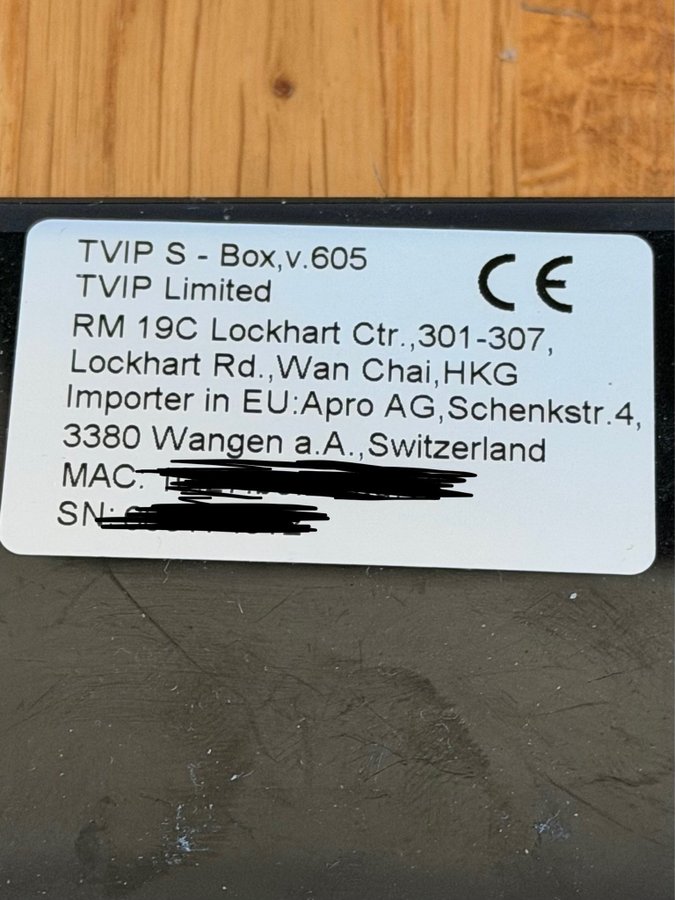 TVIP S - Box,v.605
TVIP Limited
CE
RM 19C Lockhart Ctr.,301-307,
Lockhart Rd.,Wan Chai,HKG
Importer in EU:Apro AG,Schenkstr.4,
3380 Wangen a.A.,Switzerland
MAC:
SN: